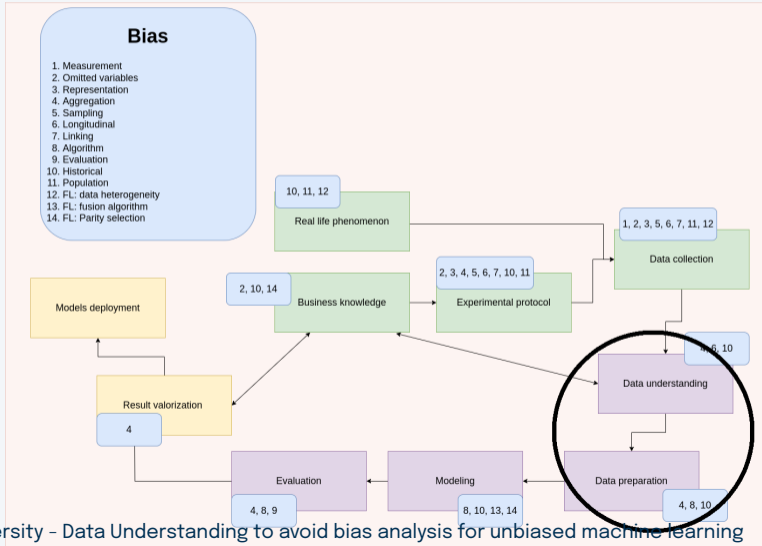 Bias
1. Measurement
2. Omitted variables
3. Representation
4. Aggregation
5. Sampling
6. Longitudinal
7. Linking
8. Algorithm
9. Evaluation
10. Historical
11. Population
12. FL: data heterogeneity
13. FL: fusion algorithm
14. FL: Parity selection
10, 11, 12
Real life phenomenon
1, 2, 3, 5, 6, 7, 11, 12
Data collection
2, 10, 14
Business knowledge
2, 3, 4, 5, 6, 7, 10, 11
Experimental protocol
Models deployment
6, 10
Data understanding
Result valorization
4
Evaluation
4, 8, 9
Modeling
8, 10, 13, 14
Data preparation
4, 8, 10
ersity - Data Understanding to avoid bias analysis for unbiased machine learning